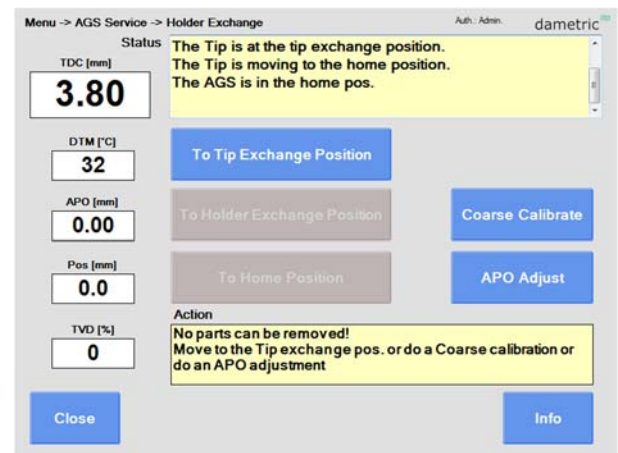 Menu -> AGS Service -> Holder Exchange
Auth.: Admin.
dametric
Status
The Tip is at the tip exchange position.
The Tip is moving to the home position.
The AGS is in the home pos.
TDC [mm]
3.80
DTM [°C]
32
To Tip Exchange Position
APO [mm]
0.00
To Holder Exchange Position
Coarse Calibrate
Pos [mm]
0.0
To Home Position
APO Adjust
TVD [%]
0
Action
No parts can be removed!
Move to the Tip exchange pos. or do a Coarse calibration or
do an APO adjustment
Close
Info